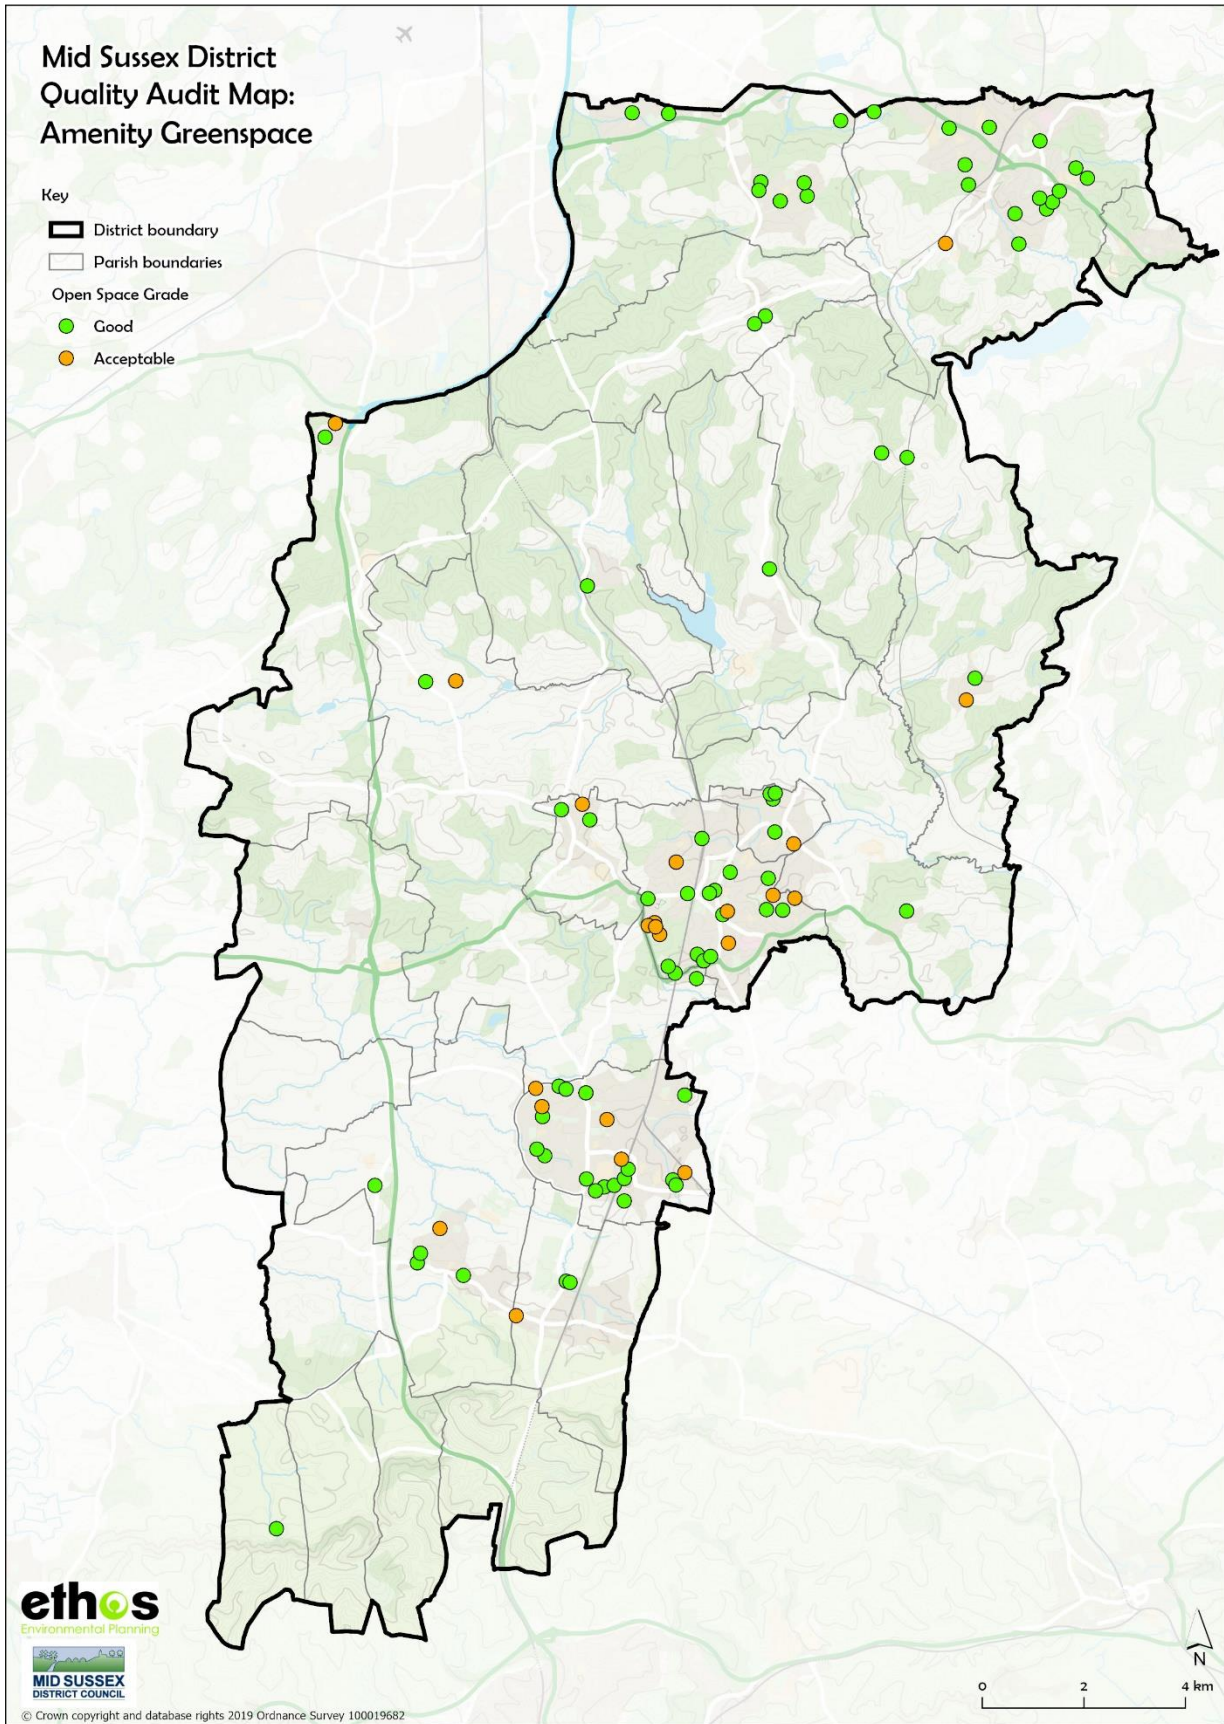 Mid Sussex District
Quality Audit Map:
Amenity Greenspace
Key
District boundary
Parish boundaries
Open Space Grade
Good
Acceptable
ethos
Environmental Planning
MID SUSSEX
DISTRICT COUNCIL
© Crown copyright and database rights 2019 Ordnance Survey 100019682
N
0 2 4 km